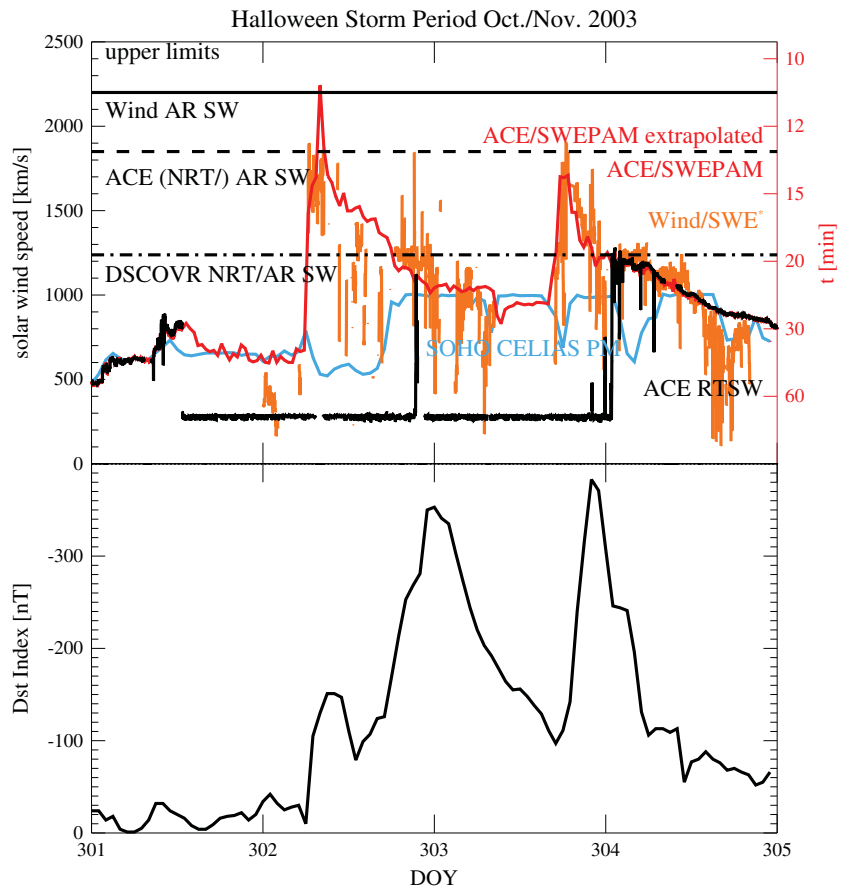 Halloween Storm Period Oct./Nov. 2003
2500
upper limits
10
Wind AR SW
2000
12
ACE/SWEPAM extrapolated
ACE (NRT/) AR SW
ACE/SWEPAM
15
1500
Wind/SWE*
solar wind speed [km/s]
20
t [min]
DSCOVR NRT/AR SW
1000
30
SOHO CELIAS PM
500
ACE RTSW
60
0
-300
-200
Dst Index [nT]
-100
0
301
302
303
304
305
DOY